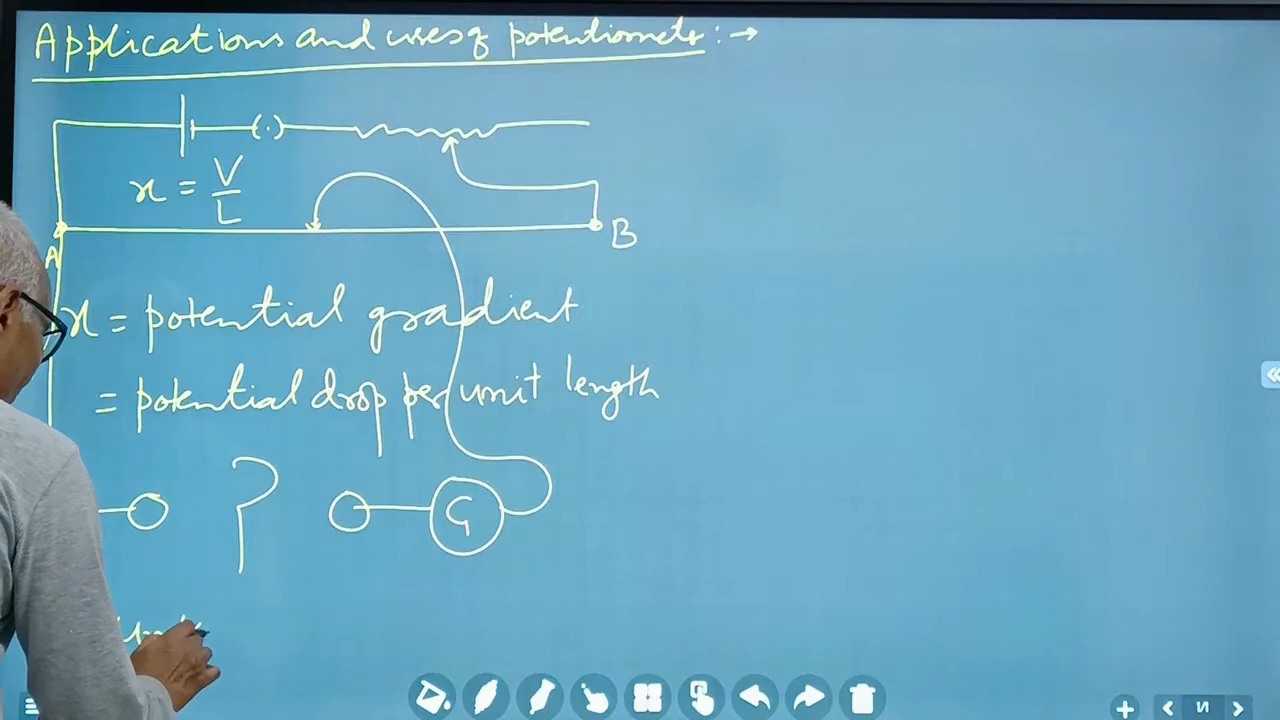 Applications and uses of potentiometer : →
x = V/L
A
B
x = potential gradient
= potential drop per unit length
?
G